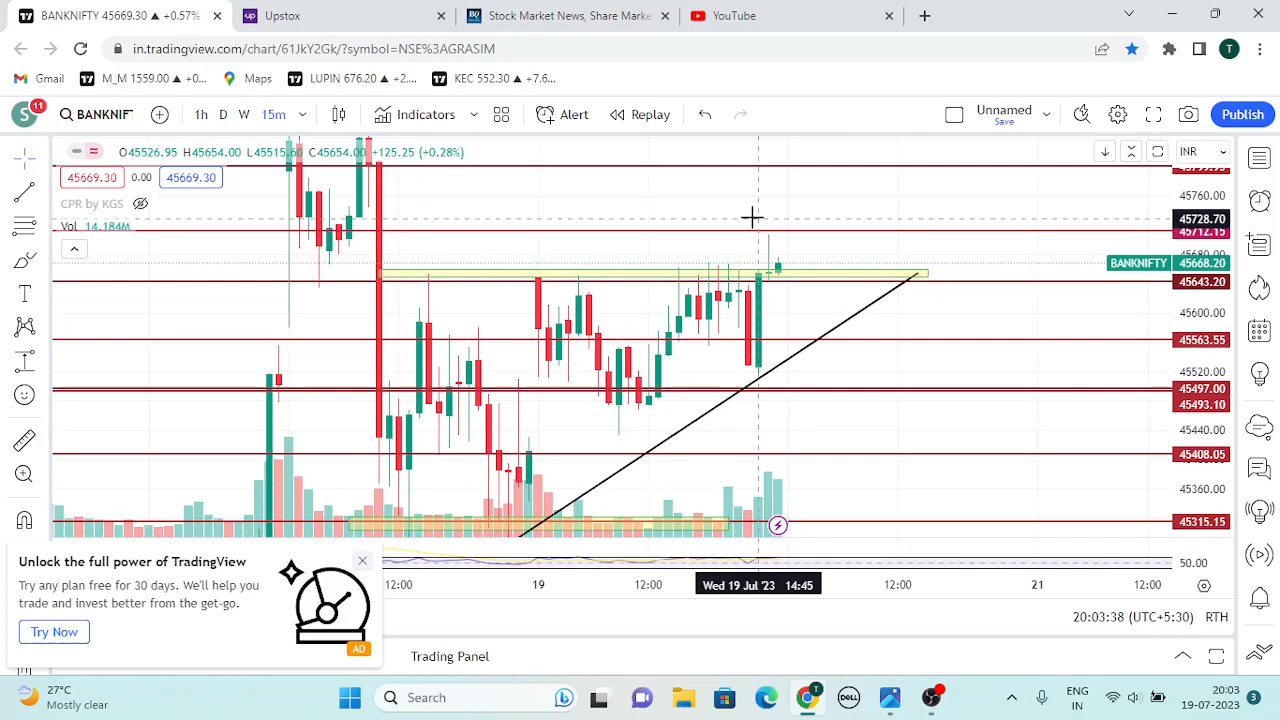 BANKNIFTY 45669.30 ▲ +0.57%
Upstox
Stock Market News, Share Marke
YouTube
in.tradingview.com/chart/61JkY2Gk/?symbol=NSE%3AGRASIM
T
Gmail
M_M 1559.00 ▲ +0...
Maps
LUPIN 676.20 ▲ +2...
KEC 552.30 ▲ +7.6...
S
11
BANKNIF
1h
D
W
15m
Indicators
Alert
Replay
Unnamed
Save
Publish
O45526.95 H45654.00 L45515.60 C45654.00 +125.25 (+0.28%)
INR
45669.30
0.00
45669.30
CPR by KGS
Vol 14.184M
45760.00
45728.70
45712.15
BANKNIFTY 45668.20
45643.20
45600.00
45563.55
45520.00
45497.00
45493.10
45440.00
45408.05
45360.00
45315.15
50.00
12:00
19
12:00
Wed 19 Jul '23 14:45
12:00
21
12:00
Unlock the full power of TradingView
Try any plan free for 30 days. We'll help you
trade and invest better from the get-go.
Try Now
AD
20:03:38 (UTC+5:30)
RTH
Trading Panel
27°C
Mostly clear
Search
T
DELL
ENG
IN
20:03
19-07-2023
3